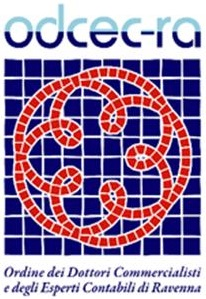 odcec-ra
Ordine dei Dottori Commercialisti
e degli Esperti Contabili di Ravenna